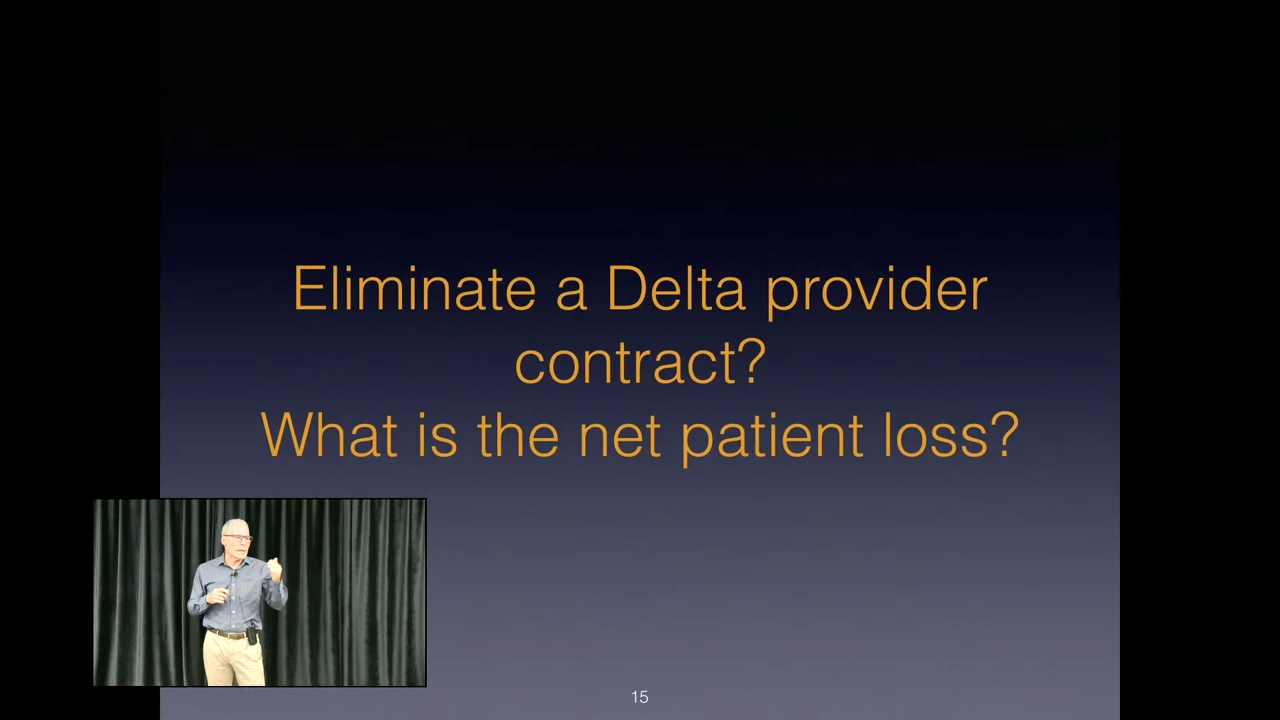 Eliminate a Delta provider
contract?
What is the net patient loss?
15